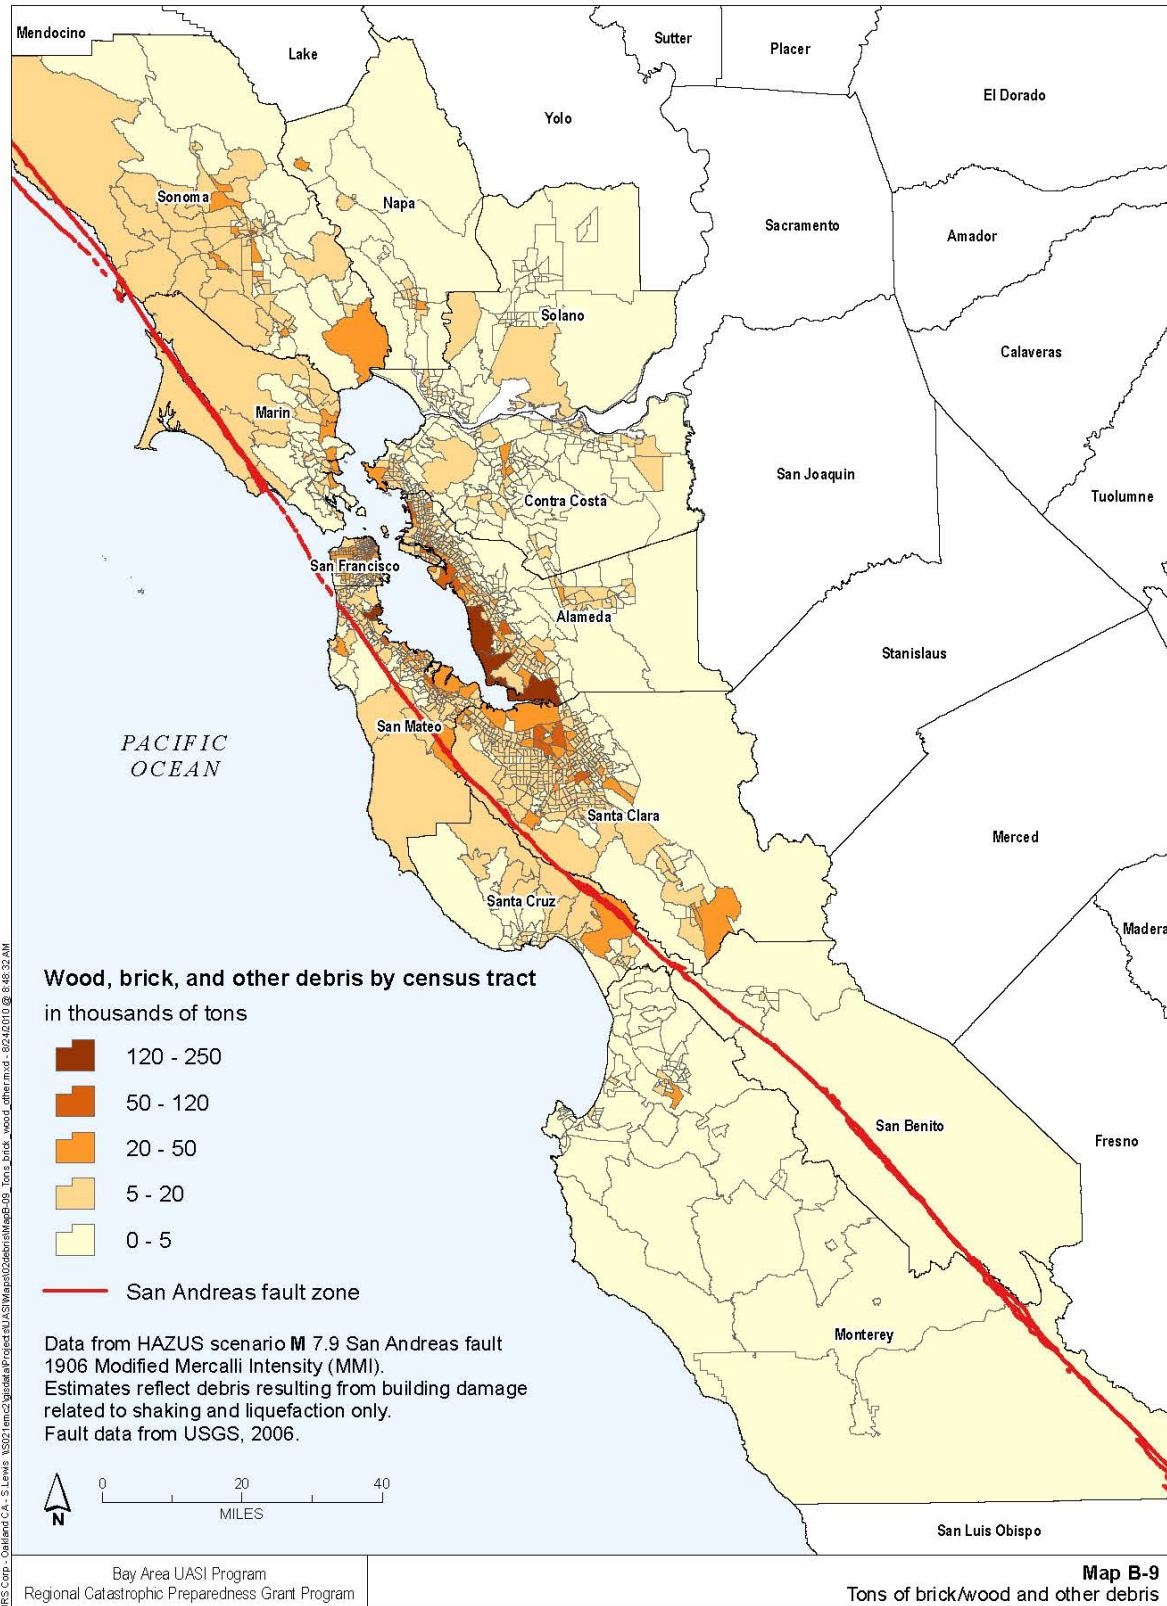 Mendocino
Lake
Sutter
Placer
El Dorado
Yolo
Sonoma
Napa
Sacramento
Amador
Solano
Calaveras
Marin
San Joaquin
Contra Costa
Tuolumne
San Francisco
Alameda
Stanislaus
San Mateo
PACIFIC
OCEAN
Santa Clara
Merced
Santa Cruz
Madera
San Benito
Fresno
Monterey
San Luis Obispo
Wood, brick, and other debris by census tract
in thousands of tons
120 - 250
50 - 120
20 - 50
5 - 20
0 - 5
San Andreas fault zone
Data from HAZUS scenario M 7.9 San Andreas fault
1906 Modified Mercalli Intensity (MMI).
Estimates reflect debris resulting from building damage
related to shaking and liquefaction only.
Fault data from USGS, 2006.
N
0 20 40
MILES
Bay Area UASI Program
Regional Catastrophic Preparedness Grant Program
Map B-9
Tons of brick/wood and other debris